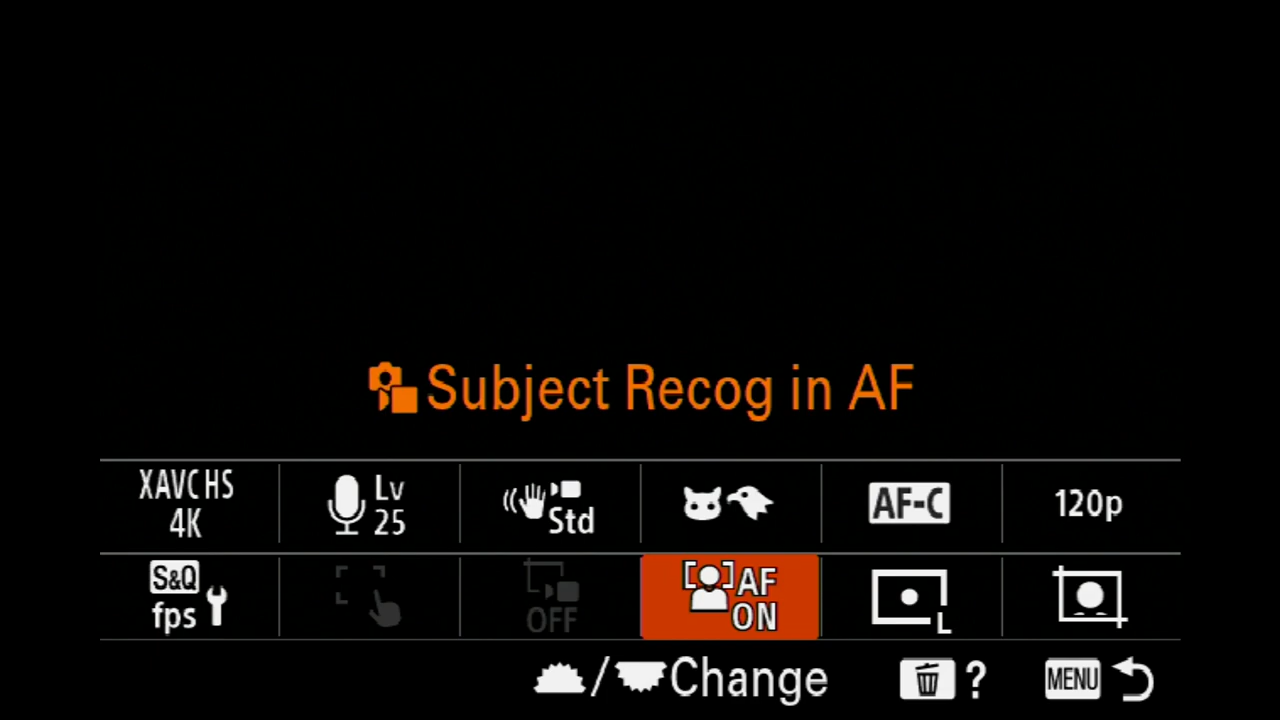 Subject Recog in AF
XAVC HS 4K
Lv 25
Std
AF-C
120p
S&Q fps
OFF
AF ON
L
/ Change
?
MENU